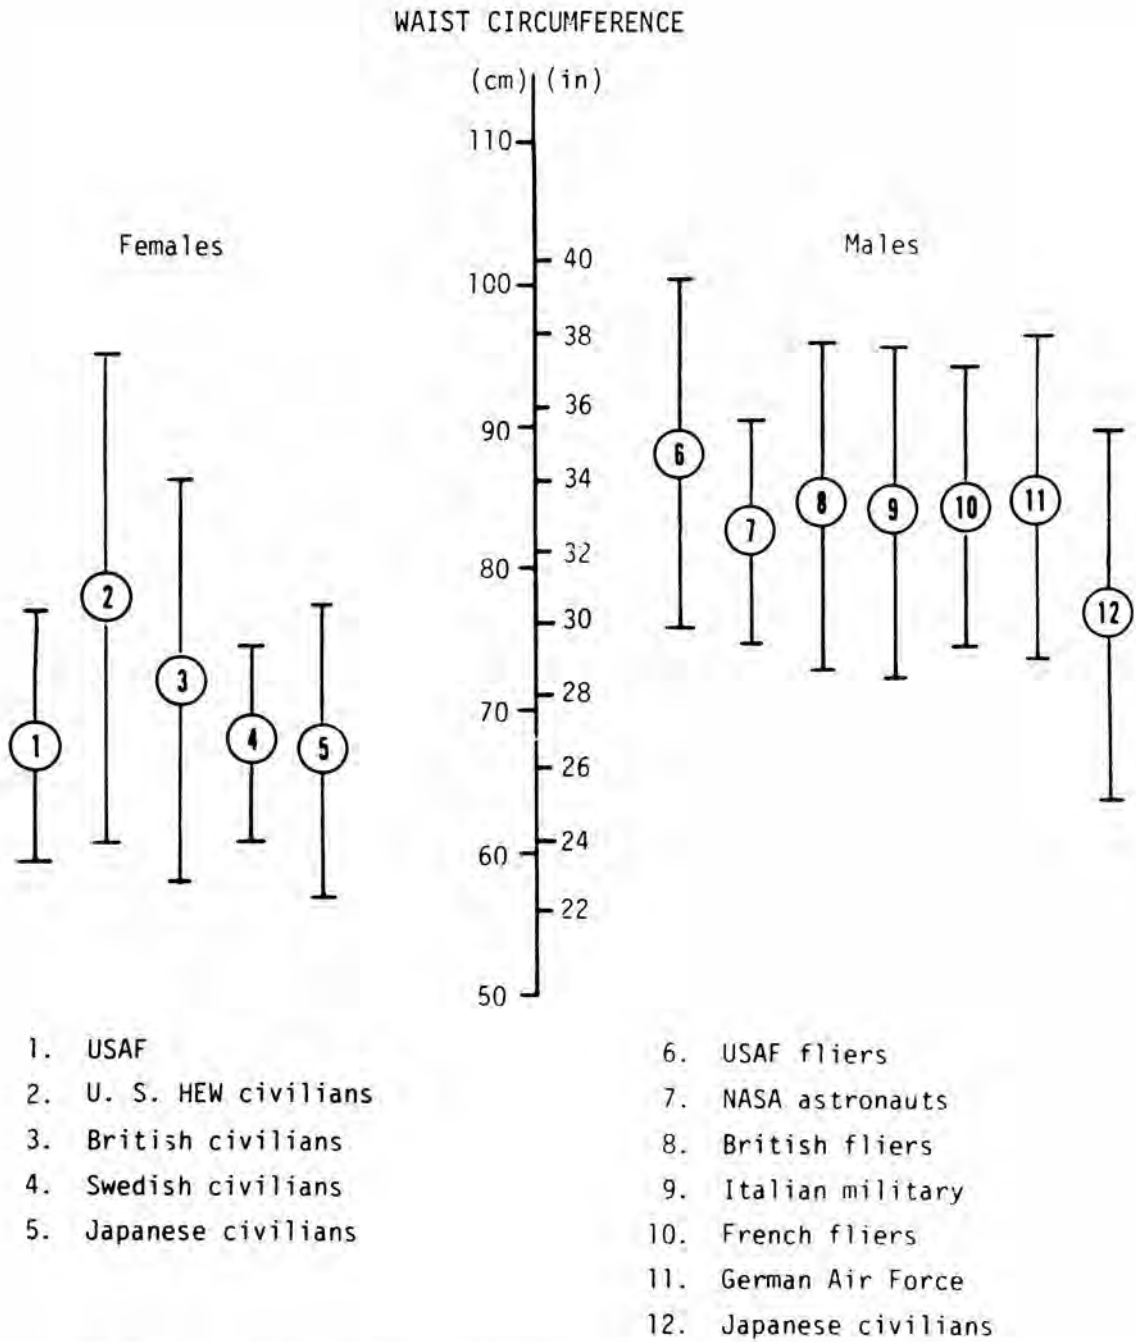 WAIST CIRCUMFERENCE
(cm) (in)
110
Females
Males
40
100
38
36
90
6
34
7
8
9
10
11
32
80
2
12
30
3
28
70
1
4
5
26
24
60
22
50
1. USAF
2. U. S. HEW civilians
3. British civilians
4. Swedish civilians
5. Japanese civilians
6. USAF fliers
7. NASA astronauts
8. British fliers
9. Italian military
10. French fliers
11. German Air Force
12. Japanese civilians